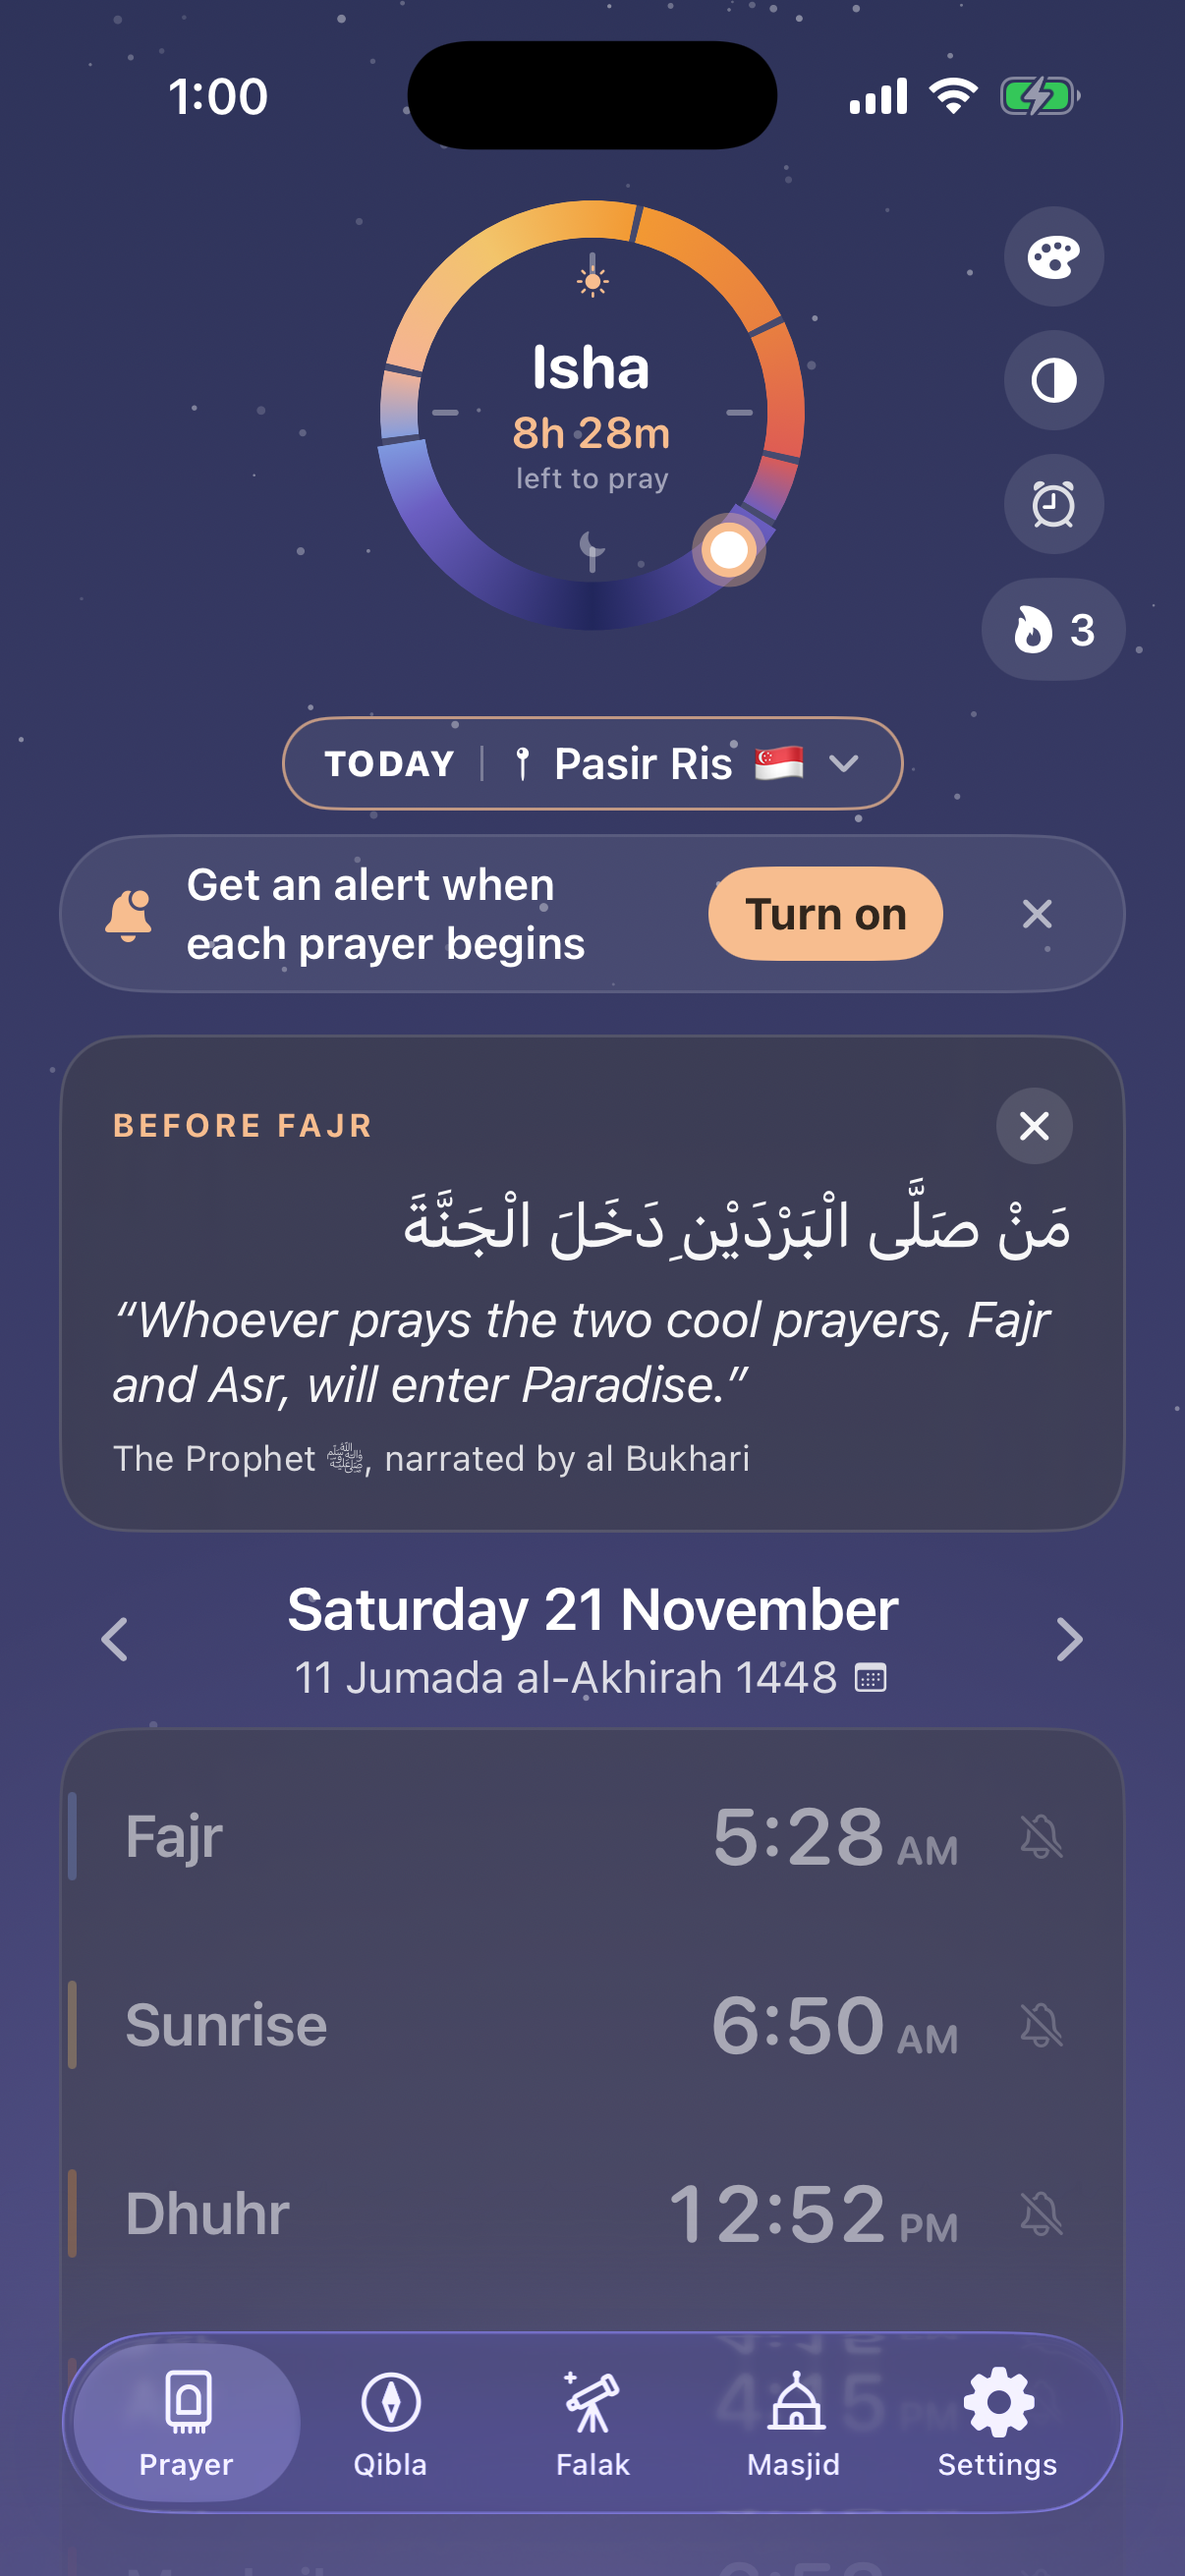 1:00
Isha
8h 28m
left to pray
3
TODAY | Pasir Ris 🇸🇬
Get an alert when
each prayer begins
Turn on
BEFORE FAJR
مَنْ صَلَّى الْبَرْدَيْنِ دَخَلَ الْجَنَّةَ
“Whoever prays the two cool prayers, Fajr
and Asr, will enter Paradise.”
The Prophet ﷺ, narrated by al Bukhari
Saturday 21 November
11 Jumada al-Akhirah 1448
Fajr 5:28 AM
Sunrise 6:50 AM
Dhuhr 12:52 PM
4:15 PM
Prayer
Qibla
Falak
Masjid
Settings